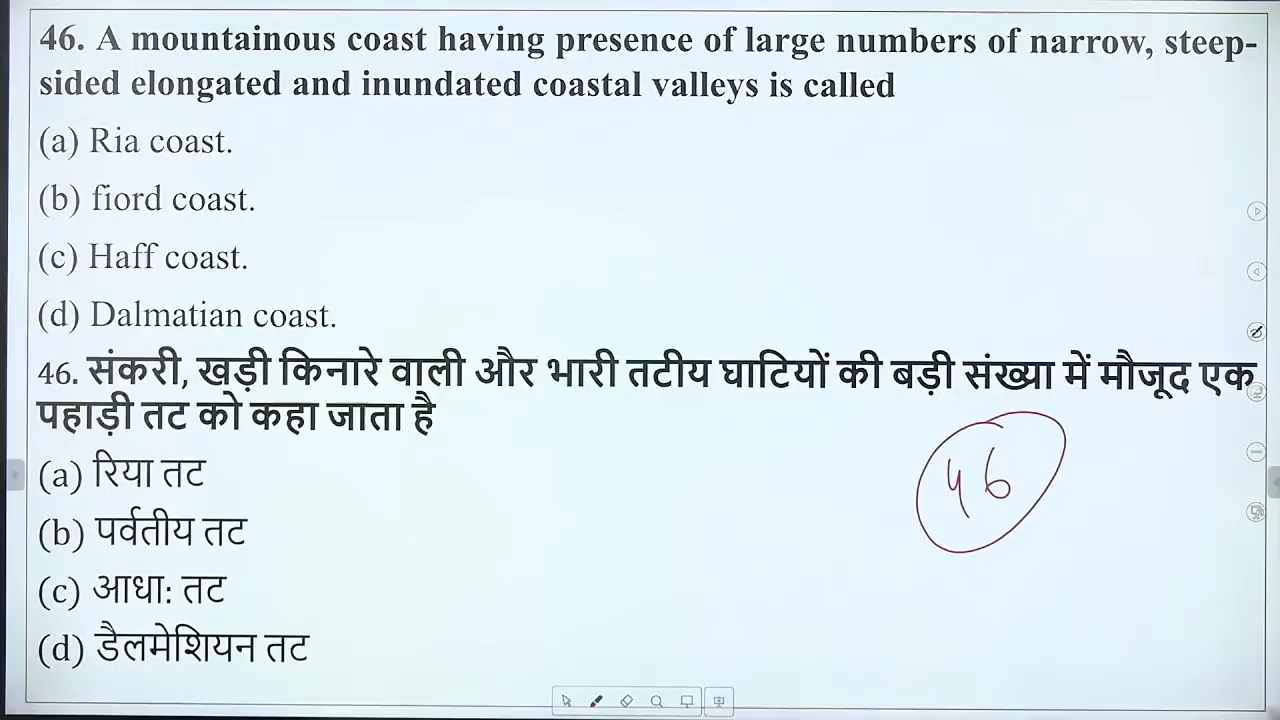 46. A mountainous coast having presence of large numbers of narrow, steep-
sided elongated and inundated coastal valleys is called
(a) Ria coast.
(b) fiord coast.
(c) Haff coast.
(d) Dalmatian coast.
46. संकरी, खड़ी किनारे वाली और भारी तटीय घाटियों की बड़ी संख्या में मौजूद एक
पहाड़ी तट को कहा जाता है
(a) रिया तट
(b) पर्वतीय तट
(c) आधा: तट
(d) डैलमेशियन तट
46